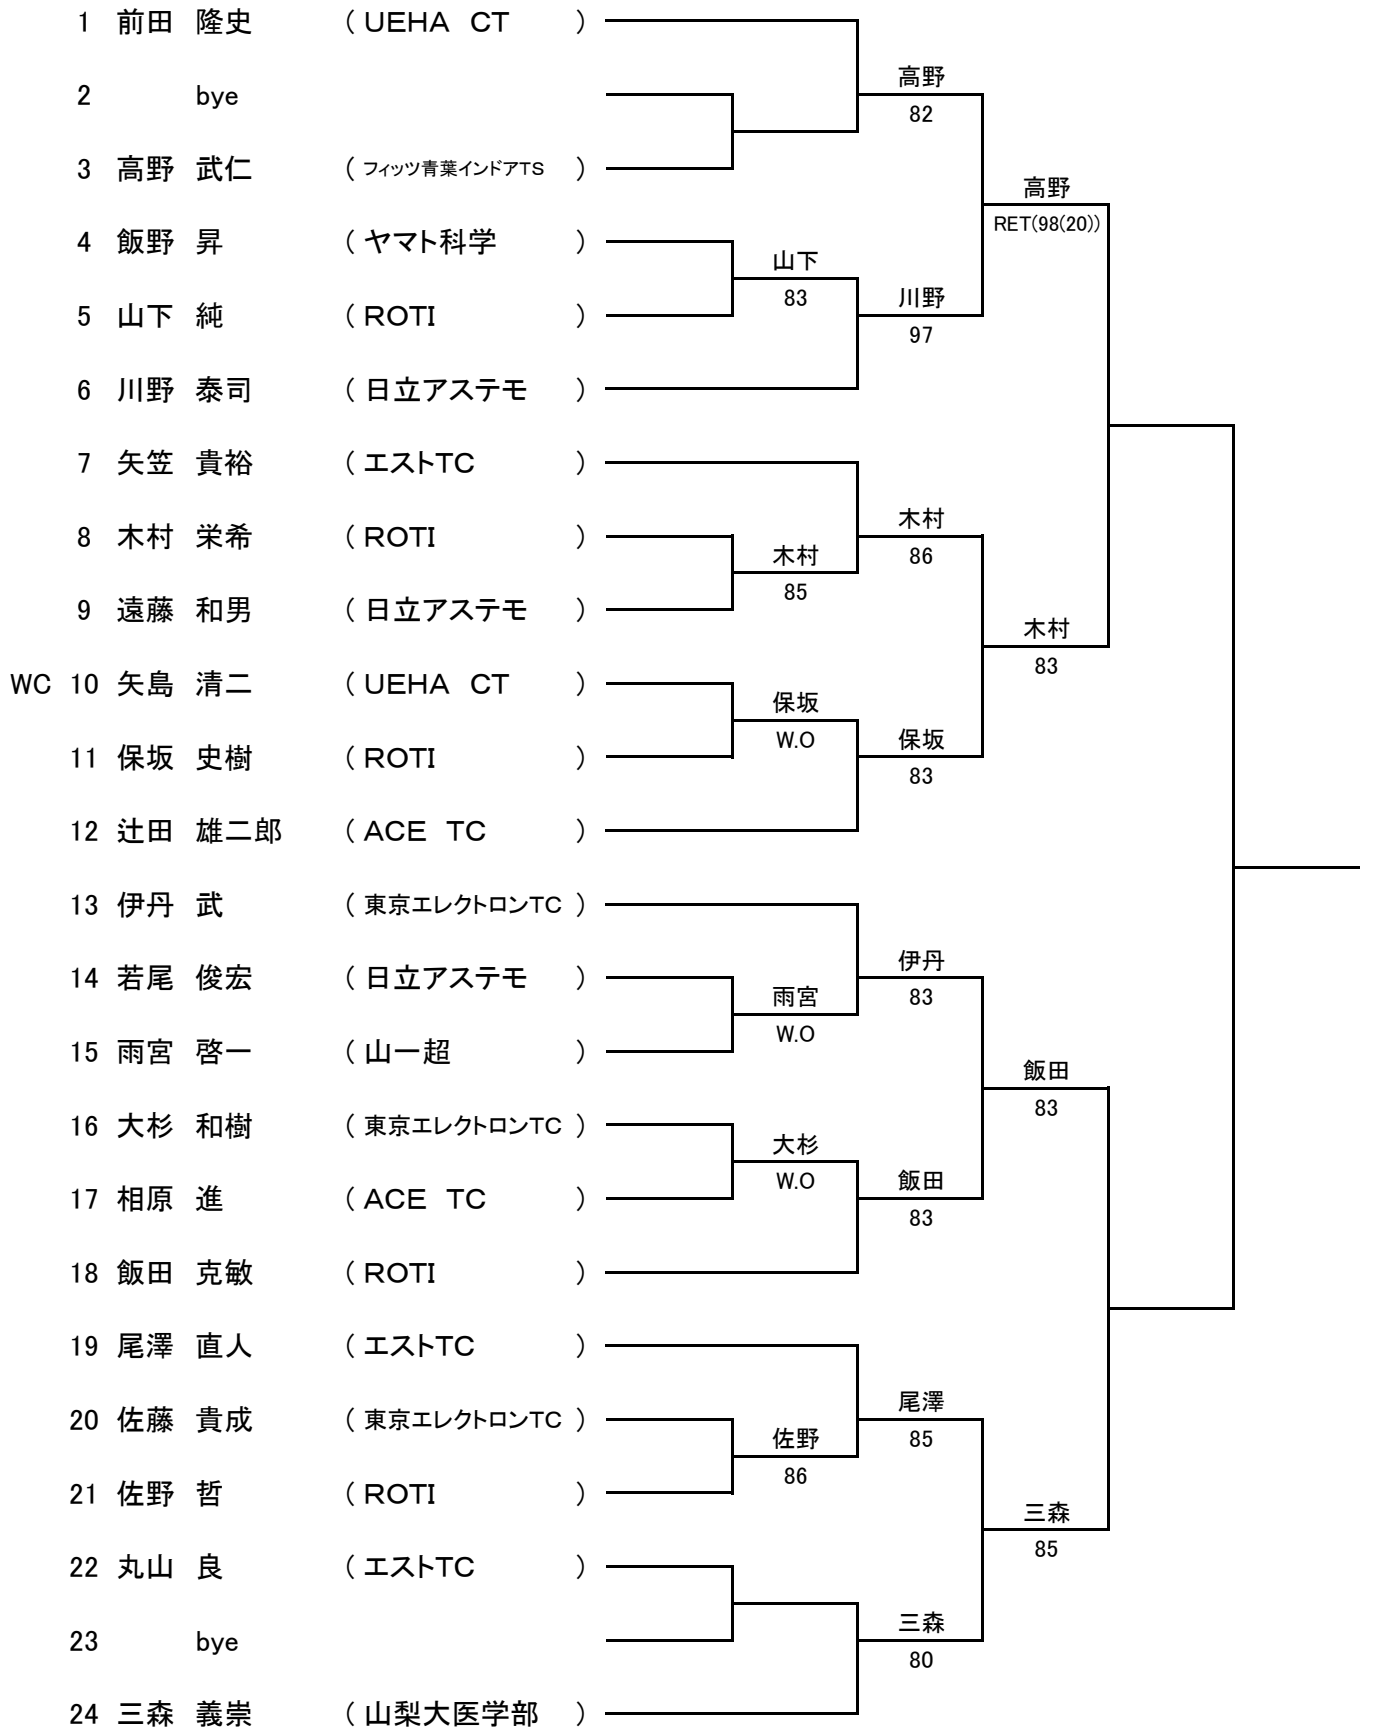 1 前田 隆史 ( UEHA CT )
高野
2 bye
82
3 高野 武仁 ( フィッツ青葉インドアTS )
高野
RET(98(20))
4 飯野 昇 ( ヤマト科学 )
山下
83
川野
5 山下 純 ( ROTI )
97
6 川野 泰司 ( 日立アステモ )
7 矢笠 貴裕 ( エストTC )
木村
8 木村 栄希 ( ROTI )
木村
86
85
9 遠藤 和男 ( 日立アステモ )
木村
83
WC 10 矢島 清二 ( UEHA CT )
保坂
W.O
保坂
11 保坂 史樹 ( ROTI )
83
12 辻田 雄二郎 ( ACE TC )
13 伊丹 武 ( 東京エレクトロンTC )
伊丹
14 若尾 俊宏 ( 日立アステモ )
雨宮
83
W.O
15 雨宮 啓一 ( 山一超 )
飯田
83
16 大杉 和樹 ( 東京エレクトロンTC )
大杉
W.O
飯田
17 相原 進 ( ACE TC )
83
18 飯田 克敏 ( ROTI )
19 尾澤 直人 ( エストTC )
尾澤
20 佐藤 貴成 ( 東京エレクトロンTC )
佐野
85
86
21 佐野 哲 ( ROTI )
三森
85
22 丸山 良 ( エストTC )
三森
23 bye
80
24 三森 義崇 ( 山梨大医学部 )